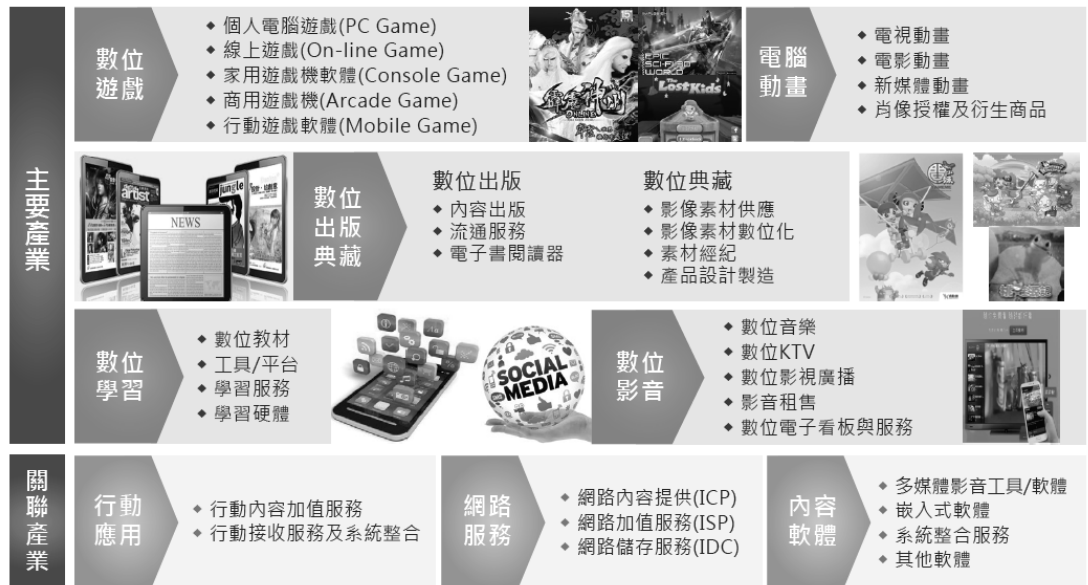 主要產業
數位
遊戲
◆ 個人電腦遊戲(PC Game)
◆ 線上遊戲(On-line Game)
◆ 家用遊戲機軟體(Console Game)
◆ 商用遊戲機(Arcade Game)
◆ 行動遊戲軟體(Mobile Game)
ONLINE
EPIC
SCI-FI 3D
WORLD
The
LostKids
電腦
動畫
◆ 電視動畫
◆ 電影動畫
◆ 新媒體動畫
◆ 肖像授權及衍生商品
artist
NEWS
jungle
數位
出版
典藏
數位出版
◆ 內容出版
◆ 流通服務
◆ 電子書閱讀器
數位典藏
◆ 影像素材供應
◆ 影像素材數位化
◆ 素材經紀
◆ 產品設計製造
數位
學習
◆ 數位教材
◆ 工具/平台
◆ 學習服務
◆ 學習硬體
SOCIAL
MEDIA
數位
影音
◆ 數位音樂
◆ 數位KTV
◆ 數位影視廣播
◆ 影音租售
◆ 數位電子看板與服務
關聯產業
行動
應用
◆ 行動內容加值服務
◆ 行動接收服務及系統整合
網路
服務
◆ 網路內容提供(ICP)
◆ 網路加值服務(ISP)
◆ 網路儲存服務(IDC)
內容
軟體
◆ 多媒體影音工具/軟體
◆ 嵌入式軟體
◆ 系統整合服務
◆ 其他軟體